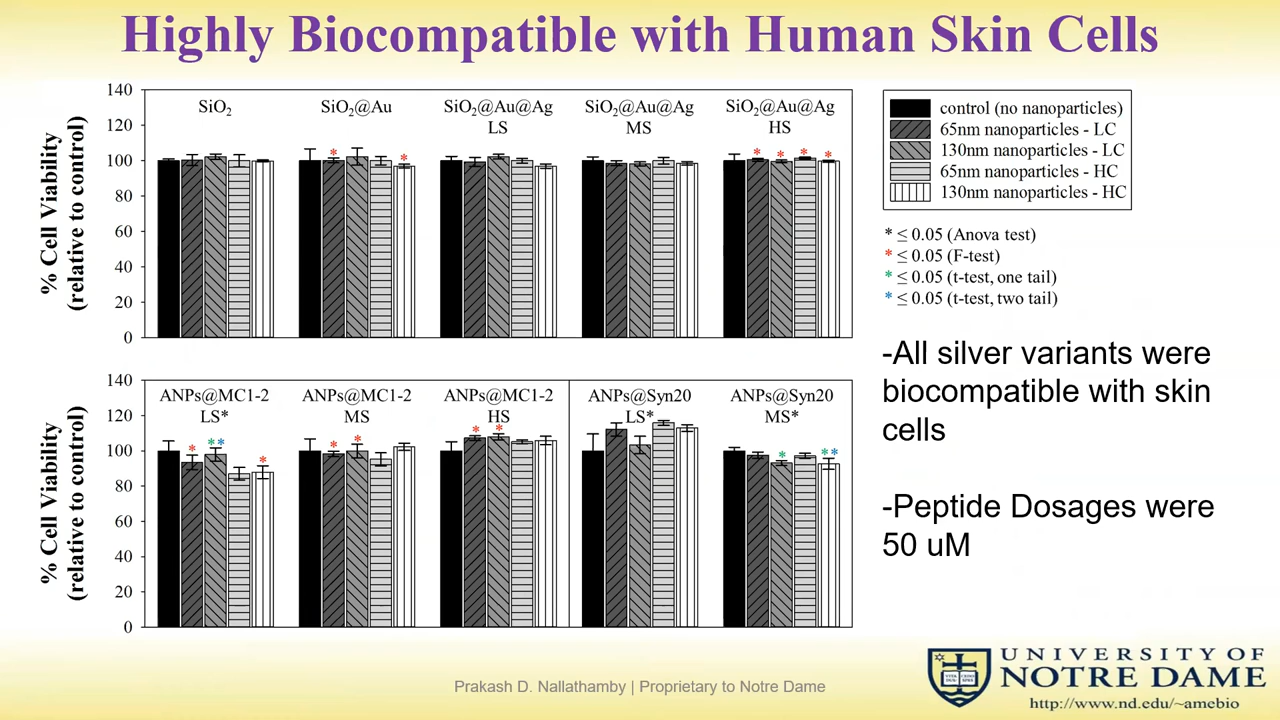 Highly Biocompatible with Human Skin Cells
% Cell Viability
(relative to control)
140
120
100
80
60
40
20
0
SiO₂
SiO₂@Au
SiO₂@Au@Ag
LS
SiO₂@Au@Ag
MS
SiO₂@Au@Ag
HS
* * * * * *
control (no nanoparticles)
65nm nanoparticles - LC
130nm nanoparticles - LC
65nm nanoparticles - HC
130nm nanoparticles - HC
* ≤ 0.05 (Anova test)
* ≤ 0.05 (F-test)
* ≤ 0.05 (t-test, one tail)
* ≤ 0.05 (t-test, two tail)
% Cell Viability
(relative to control)
140
120
100
80
60
40
20
0
ANPs@MC1-2
LS*
ANPs@MC1-2
MS
ANPs@MC1-2
HS
ANPs@Syn20
LS*
ANPs@Syn20
MS*
* ** * * * * * * **
-All silver variants were
biocompatible with skin
cells
-Peptide Dosages were
50 uM
Prakash D. Nallathamby | Proprietary to Notre Dame
UNIVERSITY OF
NOTRE DAME
http://www.nd.edu/~amebio